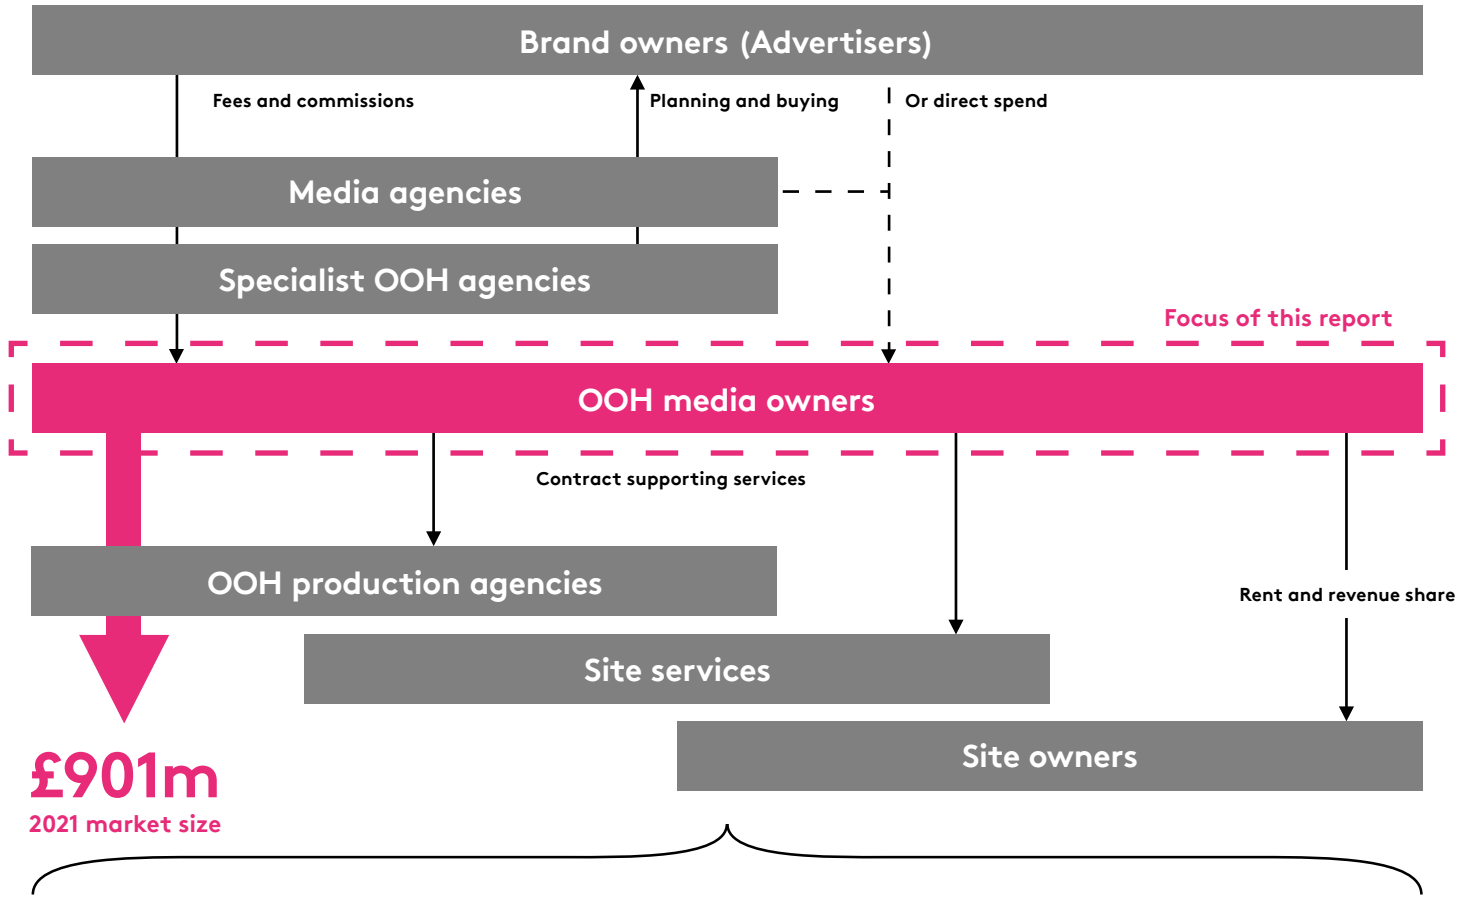 Brand owners (Advertisers)
Fees and commissions
Planning and buying
Or direct spend
Media agencies
Specialist OOH agencies
Focus of this report
OOH media owners
Contract supporting services
OOH production agencies
Rent and revenue share
Site services
Site owners
£901m
2021 market size